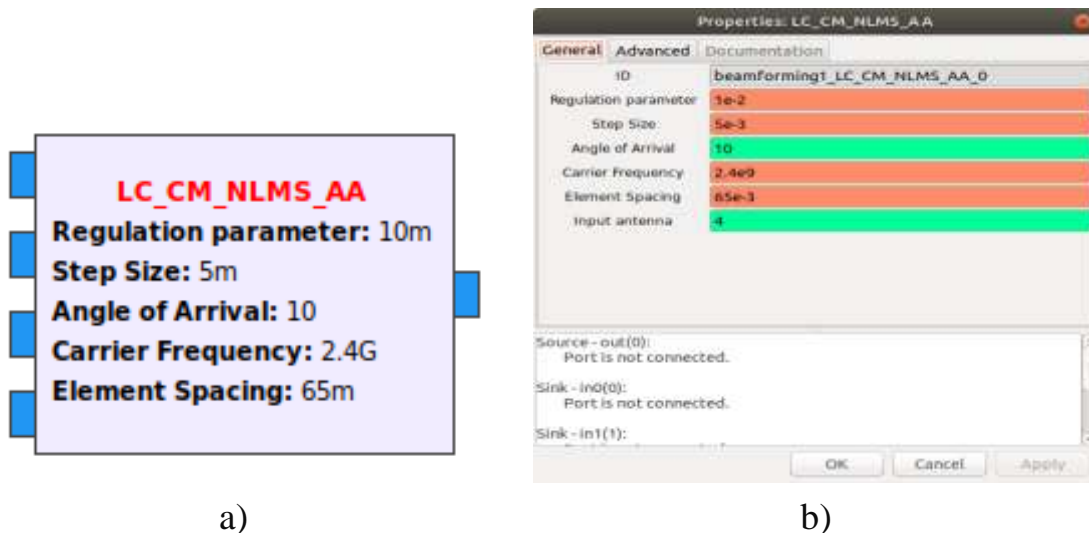 LC_CM_NLMS_AA
Regulation parameter: 10m
Step Size: 5m
Angle of Arrival: 10
Carrier Frequency: 2.4G
Element Spacing: 65m
a)
Properties: LC_CM_NLMS_AA
General Advanced Documentation
ID beamforming1_LC_CM_NLMS_AA_0
Regulation parameter 1e-2
Step Size 5e-3
Angle of Arrival 10
Carrier Frequency 2.4e9
Element Spacing 65e-3
Input antenna 4
Source - out(0):
Port is not connected.
Sink - in0(0):
Port is not connected.
Sink - in1(1):
OK Cancel Apply
b)